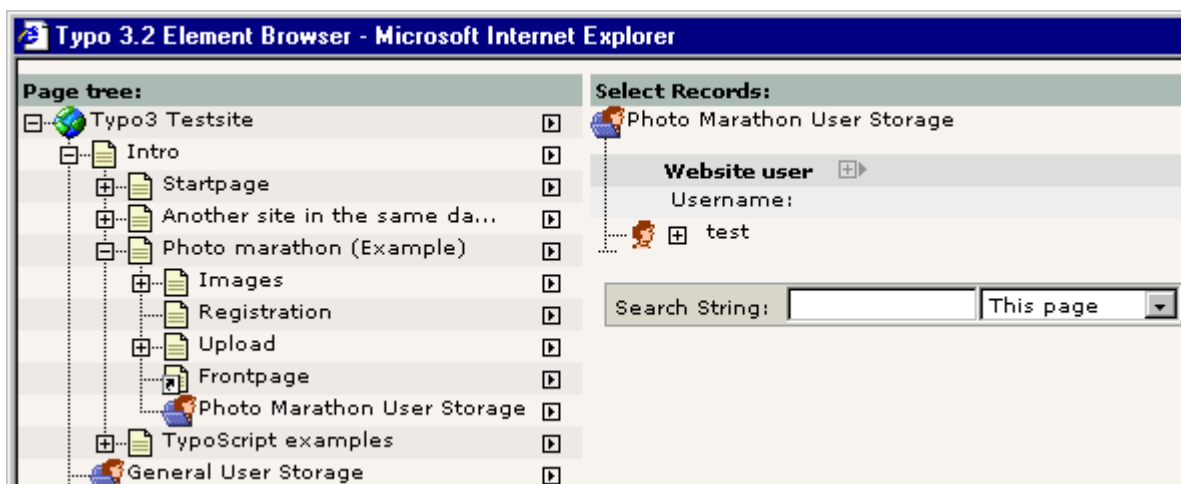 Typo 3.2 Element Browser - Microsoft Internet Explorer
Page tree:
Typo3 Testsite
Intro
Startpage
Another site in the same da...
Photo marathon (Example)
Images
Registration
Upload
Frontpage
Photo Marathon User Storage
TypoScript examples
General User Storage
Select Records:
Photo Marathon User Storage
Website user
Username:
test
Search String:
This page